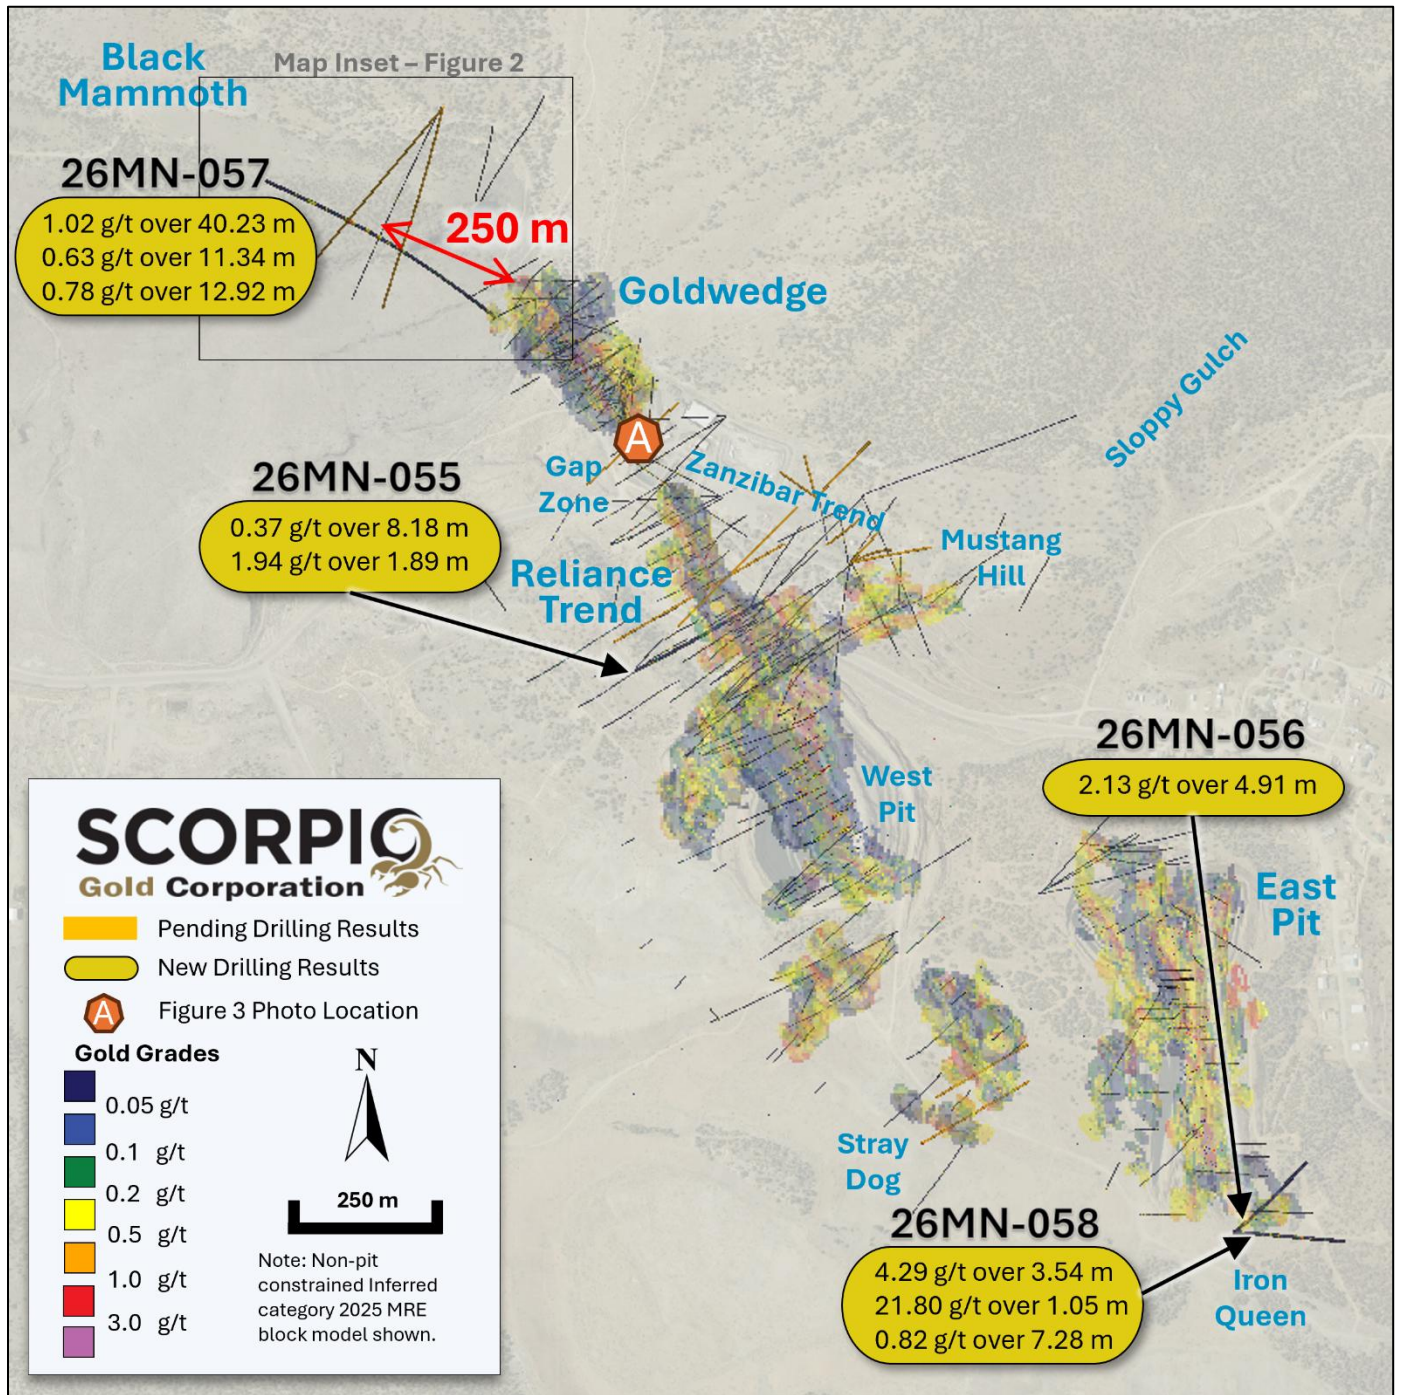 Black
Mammoth
Map Inset – Figure 2
26MN-057
1.02 g/t over 40.23 m
0.63 g/t over 11.34 m
0.78 g/t over 12.92 m
250 m
Goldwedge
Sloppy Gulch
A
Gap
Zone
Zanzibar Trend
26MN-055
0.37 g/t over 8.18 m
1.94 g/t over 1.89 m
Mustang
Hill
Reliance
Trend
26MN-056
2.13 g/t over 4.91 m
West
Pit
East
Pit
SCORPIO
Gold Corporation
Pending Drilling Results
New Drilling Results
A
Figure 3 Photo Location
Gold Grades
0.05 g/t
0.1 g/t
0.2 g/t
0.5 g/t
1.0 g/t
3.0 g/t
N
250 m
Note: Non-pit
constrained Inferred
category 2025 MRE
block model shown.
Stray
Dog
26MN-058
4.29 g/t over 3.54 m
21.80 g/t over 1.05 m
0.82 g/t over 7.28 m
Iron
Queen